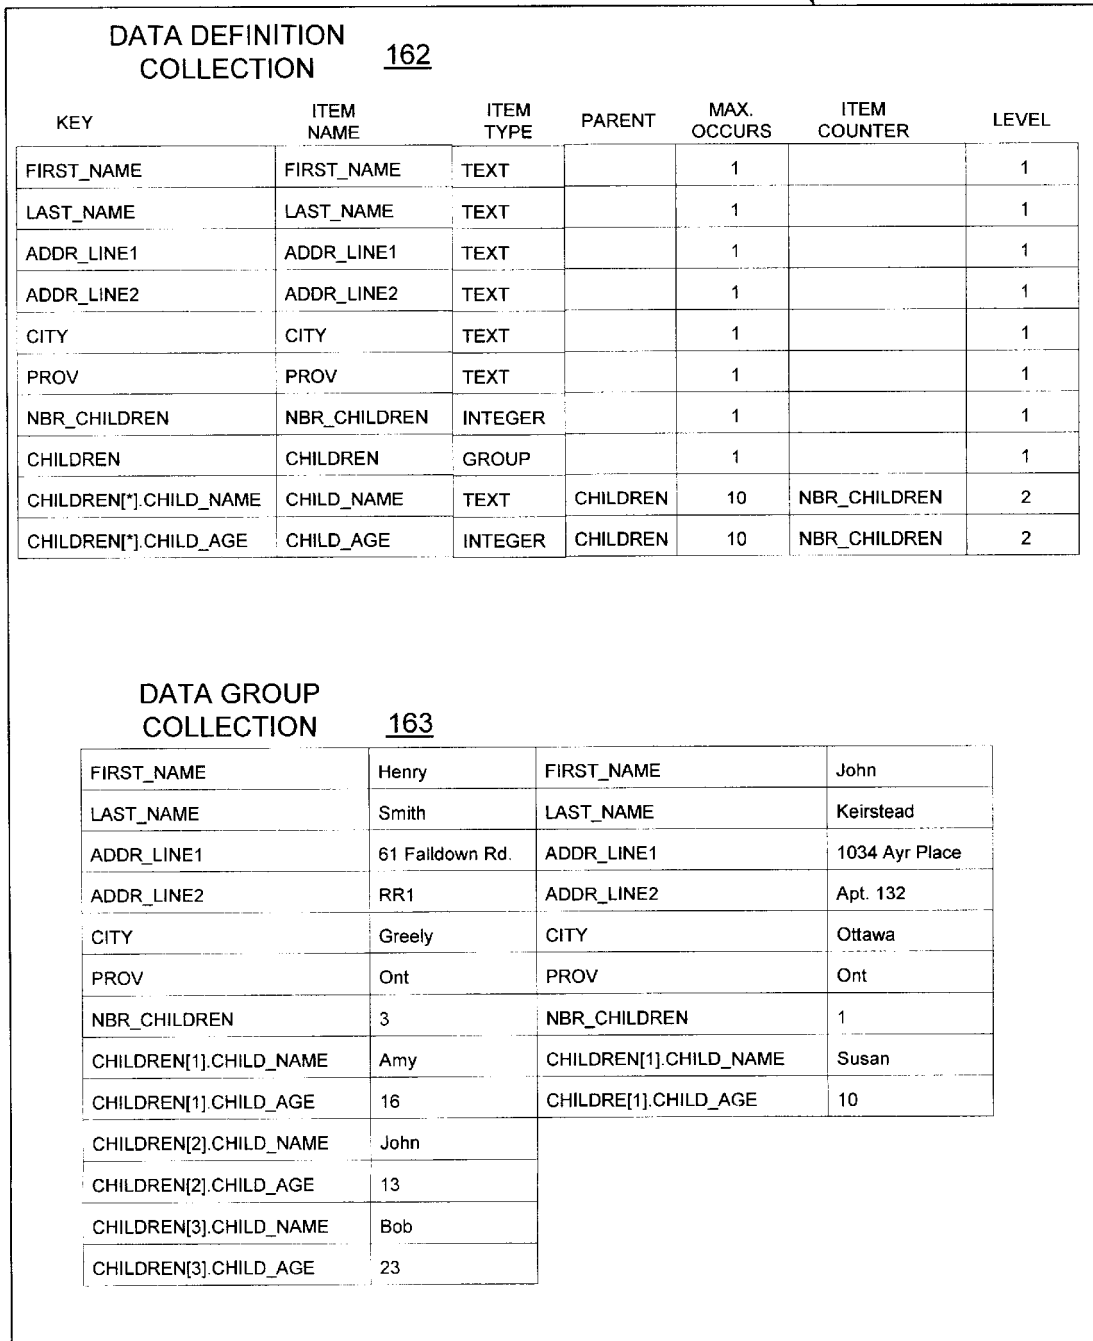 DATA DEFINITION
COLLECTION 162
KEY ITEM NAME ITEM TYPE PARENT MAX. OCCURS ITEM COUNTER LEVEL
FIRST_NAME FIRST_NAME TEXT 1 1
LAST_NAME LAST_NAME TEXT 1 1
ADDR_LINE1 ADDR_LINE1 TEXT 1 1
ADDR_LINE2 ADDR_LINE2 TEXT 1 1
CITY CITY TEXT 1 1
PROV PROV TEXT 1 1
NBR_CHILDREN NBR_CHILDREN INTEGER 1 1
CHILDREN CHILDREN GROUP 1 1
CHILDREN[*].CHILD_NAME CHILD_NAME TEXT CHILDREN 10 NBR_CHILDREN 2
CHILDREN[*].CHILD_AGE CHILD_AGE INTEGER CHILDREN 10 NBR_CHILDREN 2
DATA GROUP
COLLECTION 163
FIRST_NAME Henry FIRST_NAME John
LAST_NAME Smith LAST_NAME Keirstead
ADDR_LINE1 61 Falldown Rd. ADDR_LINE1 1034 Ayr Place
ADDR_LINE2 RR1 ADDR_LINE2 Apt. 132
CITY Greely CITY Ottawa
PROV Ont PROV Ont
NBR_CHILDREN 3 NBR_CHILDREN 1
CHILDREN[1].CHILD_NAME Amy CHILDREN[1].CHILD_NAME Susan
CHILDREN[1].CHILD_AGE 16 CHILDRE[1].CHILD_AGE 10
CHILDREN[2].CHILD_NAME John
CHILDREN[2].CHILD_AGE 13
CHILDREN[3].CHILD_NAME Bob
CHILDREN[3].CHILD_AGE 23